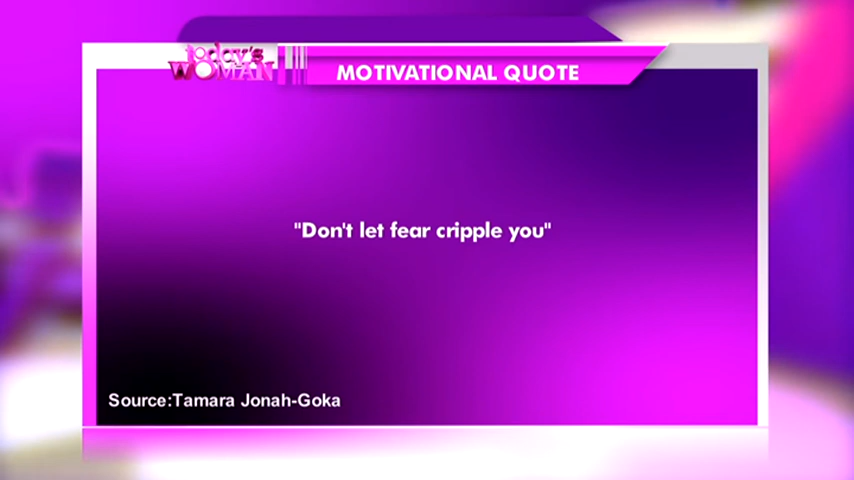 today's
WOMAN
MOTIVATIONAL QUOTE
"Don't let fear cripple you"
Source:Tamara Jonah-Goka